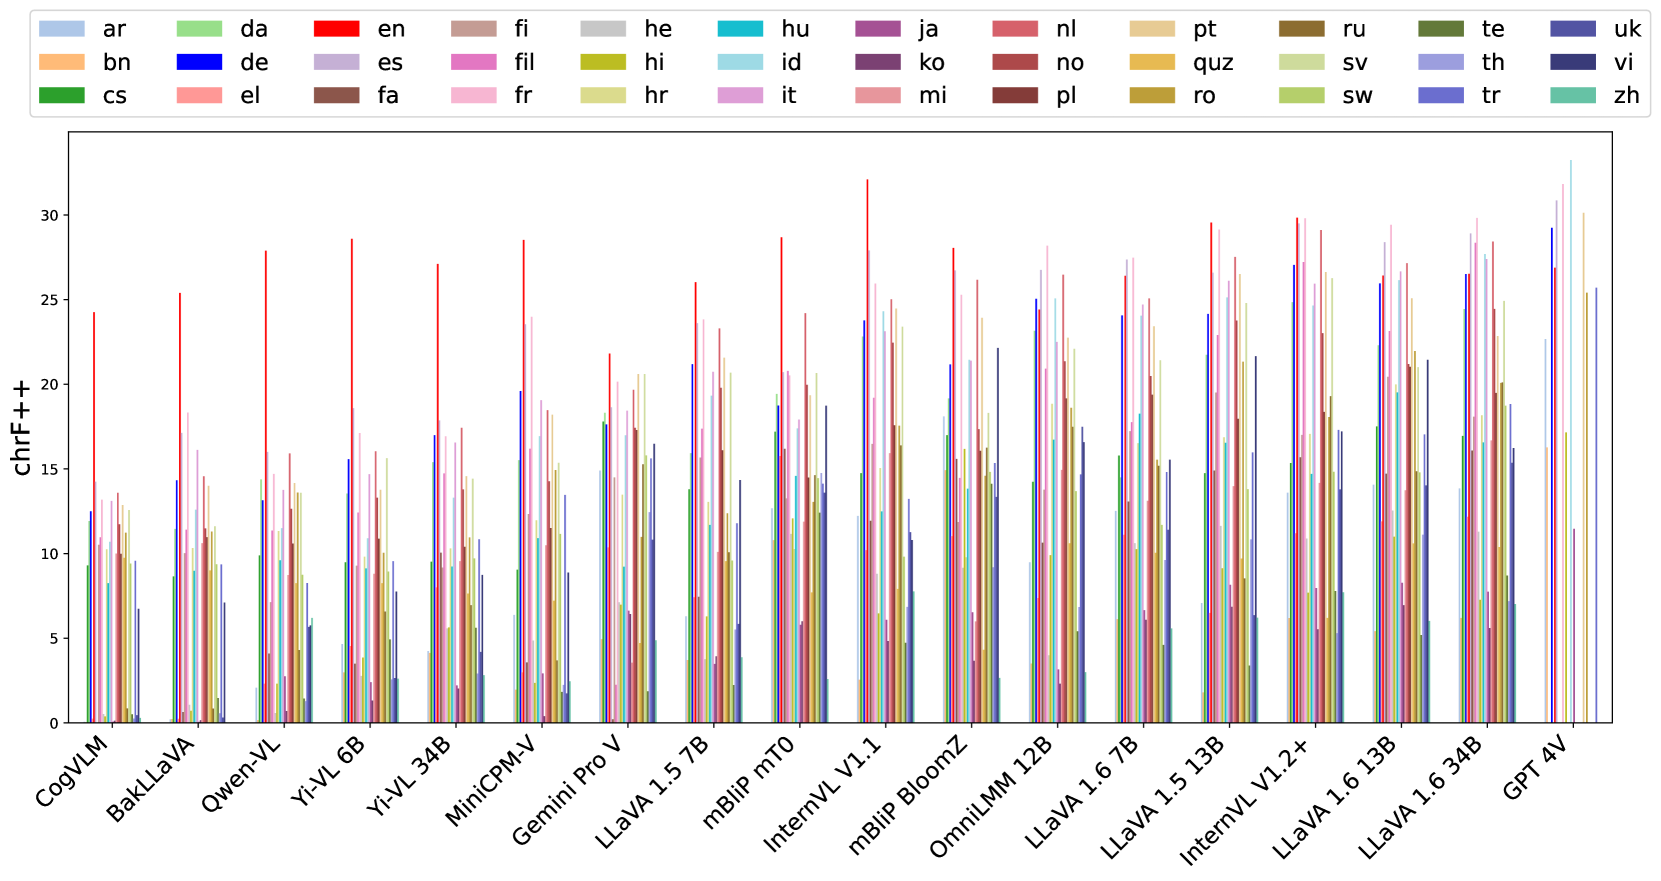 ar da en fi he hu ja nl pt ru te uk
bn de es fil hi id ko no quz sv th vi
cs el fa fr hr it mi pl ro sw tr zh
chrF++
30
25
20
15
10
5
0
CogVLM
BakLLaVA
Qwen-VL
Yi-VL 6B
Yi-VL 34B
MiniCPM-V
Gemini Pro V
LLaVA 1.5 7B
mBliP mT0
InternVL V1.1
mBliP BloomZ
OmniLMM 12B
LLaVA 1.6 7B
LLaVA 1.5 13B
InternVL V1.2+
LLaVA 1.6 13B
LLaVA 1.6 34B
GPT 4V